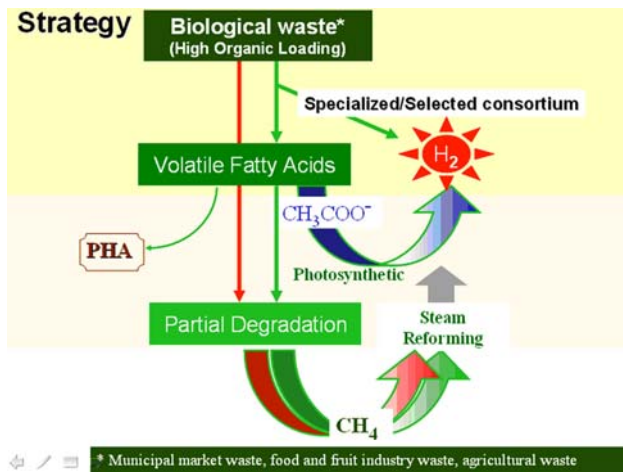 Strategy
Biological waste*
(High Organic Loading)
Specialized/Selected consortium
H₂
Volatile Fatty Acids
CH₃COO⁻
PHA
Photosynthetic
Partial Degradation
Steam
Reforming
CH₄
* Municipal market waste, food and fruit industry waste, agricultural waste